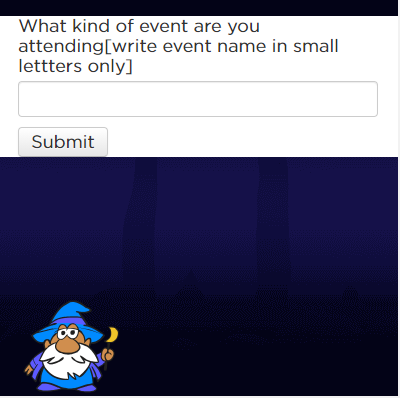 What kind of event are you
attending[write event name in small
lettters only]
Submit